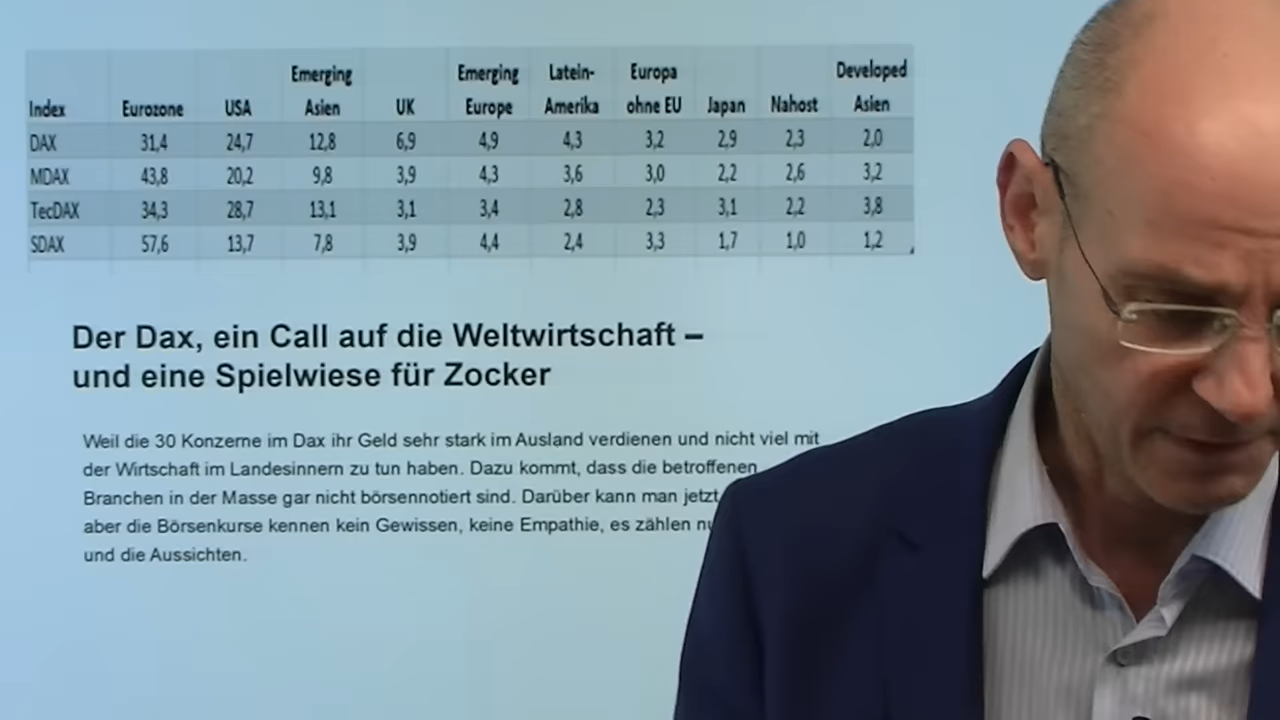 Emerging Emerging Latein- Europa Developed
Index Eurozone USA Asien UK Europe Amerika ohne EU Japan Nahost Asien
DAX 31,4 24,7 12,8 6,9 4,9 4,3 3,2 2,9 2,3 2,0
MDAX 43,8 20,2 9,8 3,9 4,3 3,6 3,0 2,2 2,6 3,2
TecDAX 34,3 28,7 13,1 3,1 3,4 2,8 2,3 3,1 2,2 3,8
SDAX 57,6 13,7 7,8 3,9 4,4 2,4 3,3 1,7 1,0 1,2
Der Dax, ein Call auf die Weltwirtschaft –
und eine Spielwiese für Zocker
Weil die 30 Konzerne im Dax ihr Geld sehr stark im Ausland verdienen und nicht viel mit
der Wirtschaft im Landesinnern zu tun haben. Dazu kommt, dass die betroffenen
Branchen in der Masse gar nicht börsennotiert sind. Darüber kann man jetzt
aber die Börsenkurse kennen kein Gewissen, keine Empathie, es zählen
und die Aussichten.